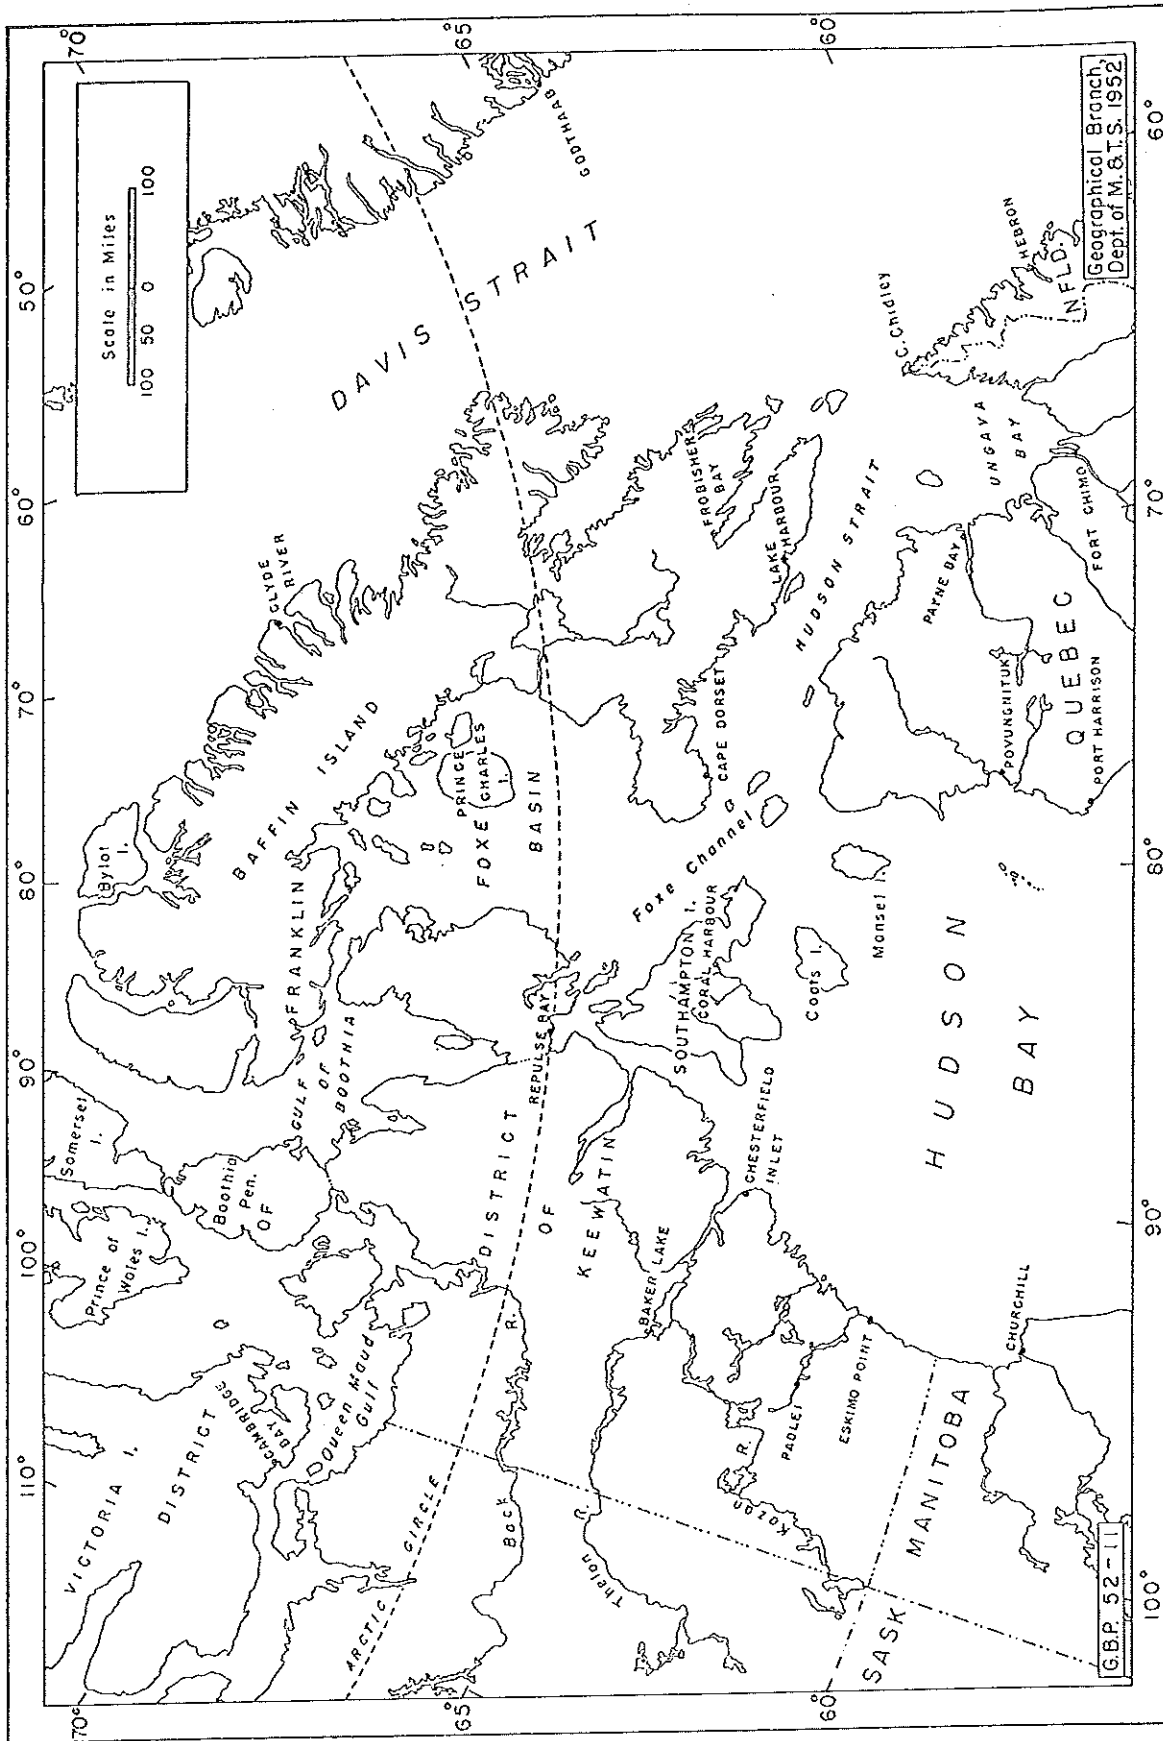 110°
100°
90°
80°
70°
60°
50°
70°
70°
65
65°
60
60°
100°
90°
80°
70°
60°
Scale in Miles
100 50 0 100
VICTORIA I.
DISTRICT
OF
FRANKLIN
Prince of
Wales I.
Somerset
I.
Boothia
Pen.
Bylot
I.
CAMBRIDGE
BAY
Queen Maud
Gulf
GULF
OF
BOOTHIA
BAFFIN ISLAND
CLYDE
RIVER
DAVIS STRAIT
GODTHAAB
PRINCE
CHARLES
I.
FOXE
BASIN
ARCTIC CIRCLE
Back R.
REPULSE BAY
DISTRICT
OF
KEEWATIN
Thelon R.
BAKER LAKE
CHESTERFIELD
INLET
SOUTHAMPTON I.
CORAL HARBOUR
Foxe Channel
CAPE DORSET
LAKE
HARBOUR
FROBISHER
BAY
HUDSON STRAIT
Coats I.
Mansel I.
Kazan R.
PADLEI
ESKIMO POINT
C. Chidley
UNGAVA
BAY
HEBRON
NFLD.
PAYNE BAY
FORT CHIMO
POVUNGNITUK
QUEBEC
PORT HARRISON
HUDSON
BAY
CHURCHILL
MANITOBA
SASK
G.B.P. 52-11
Geographical Branch,
Dept. of M. & T.S. 1952